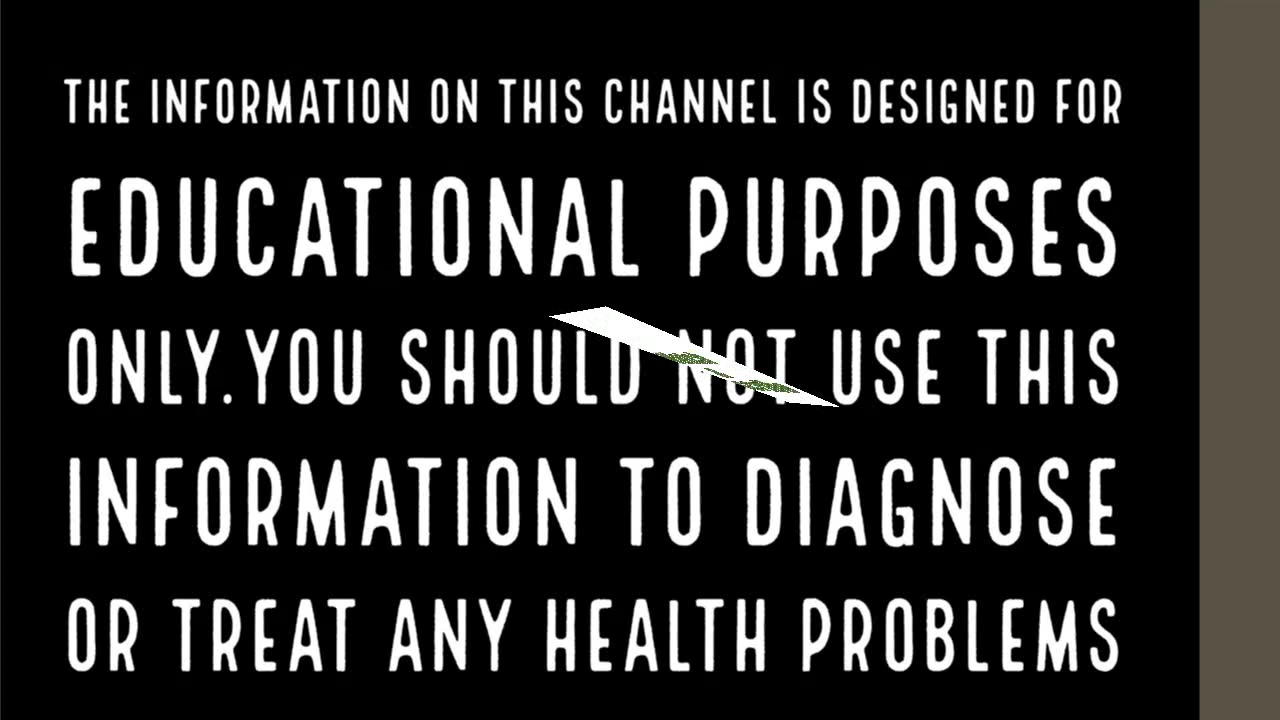 THE INFORMATION ON THIS CHANNEL IS DESIGNED FOR
EDUCATIONAL PURPOSES
ONLY.YOU SHOULD NOT USE THIS
INFORMATION TO DIAGNOSE
OR TREAT ANY HEALTH PROBLEMS